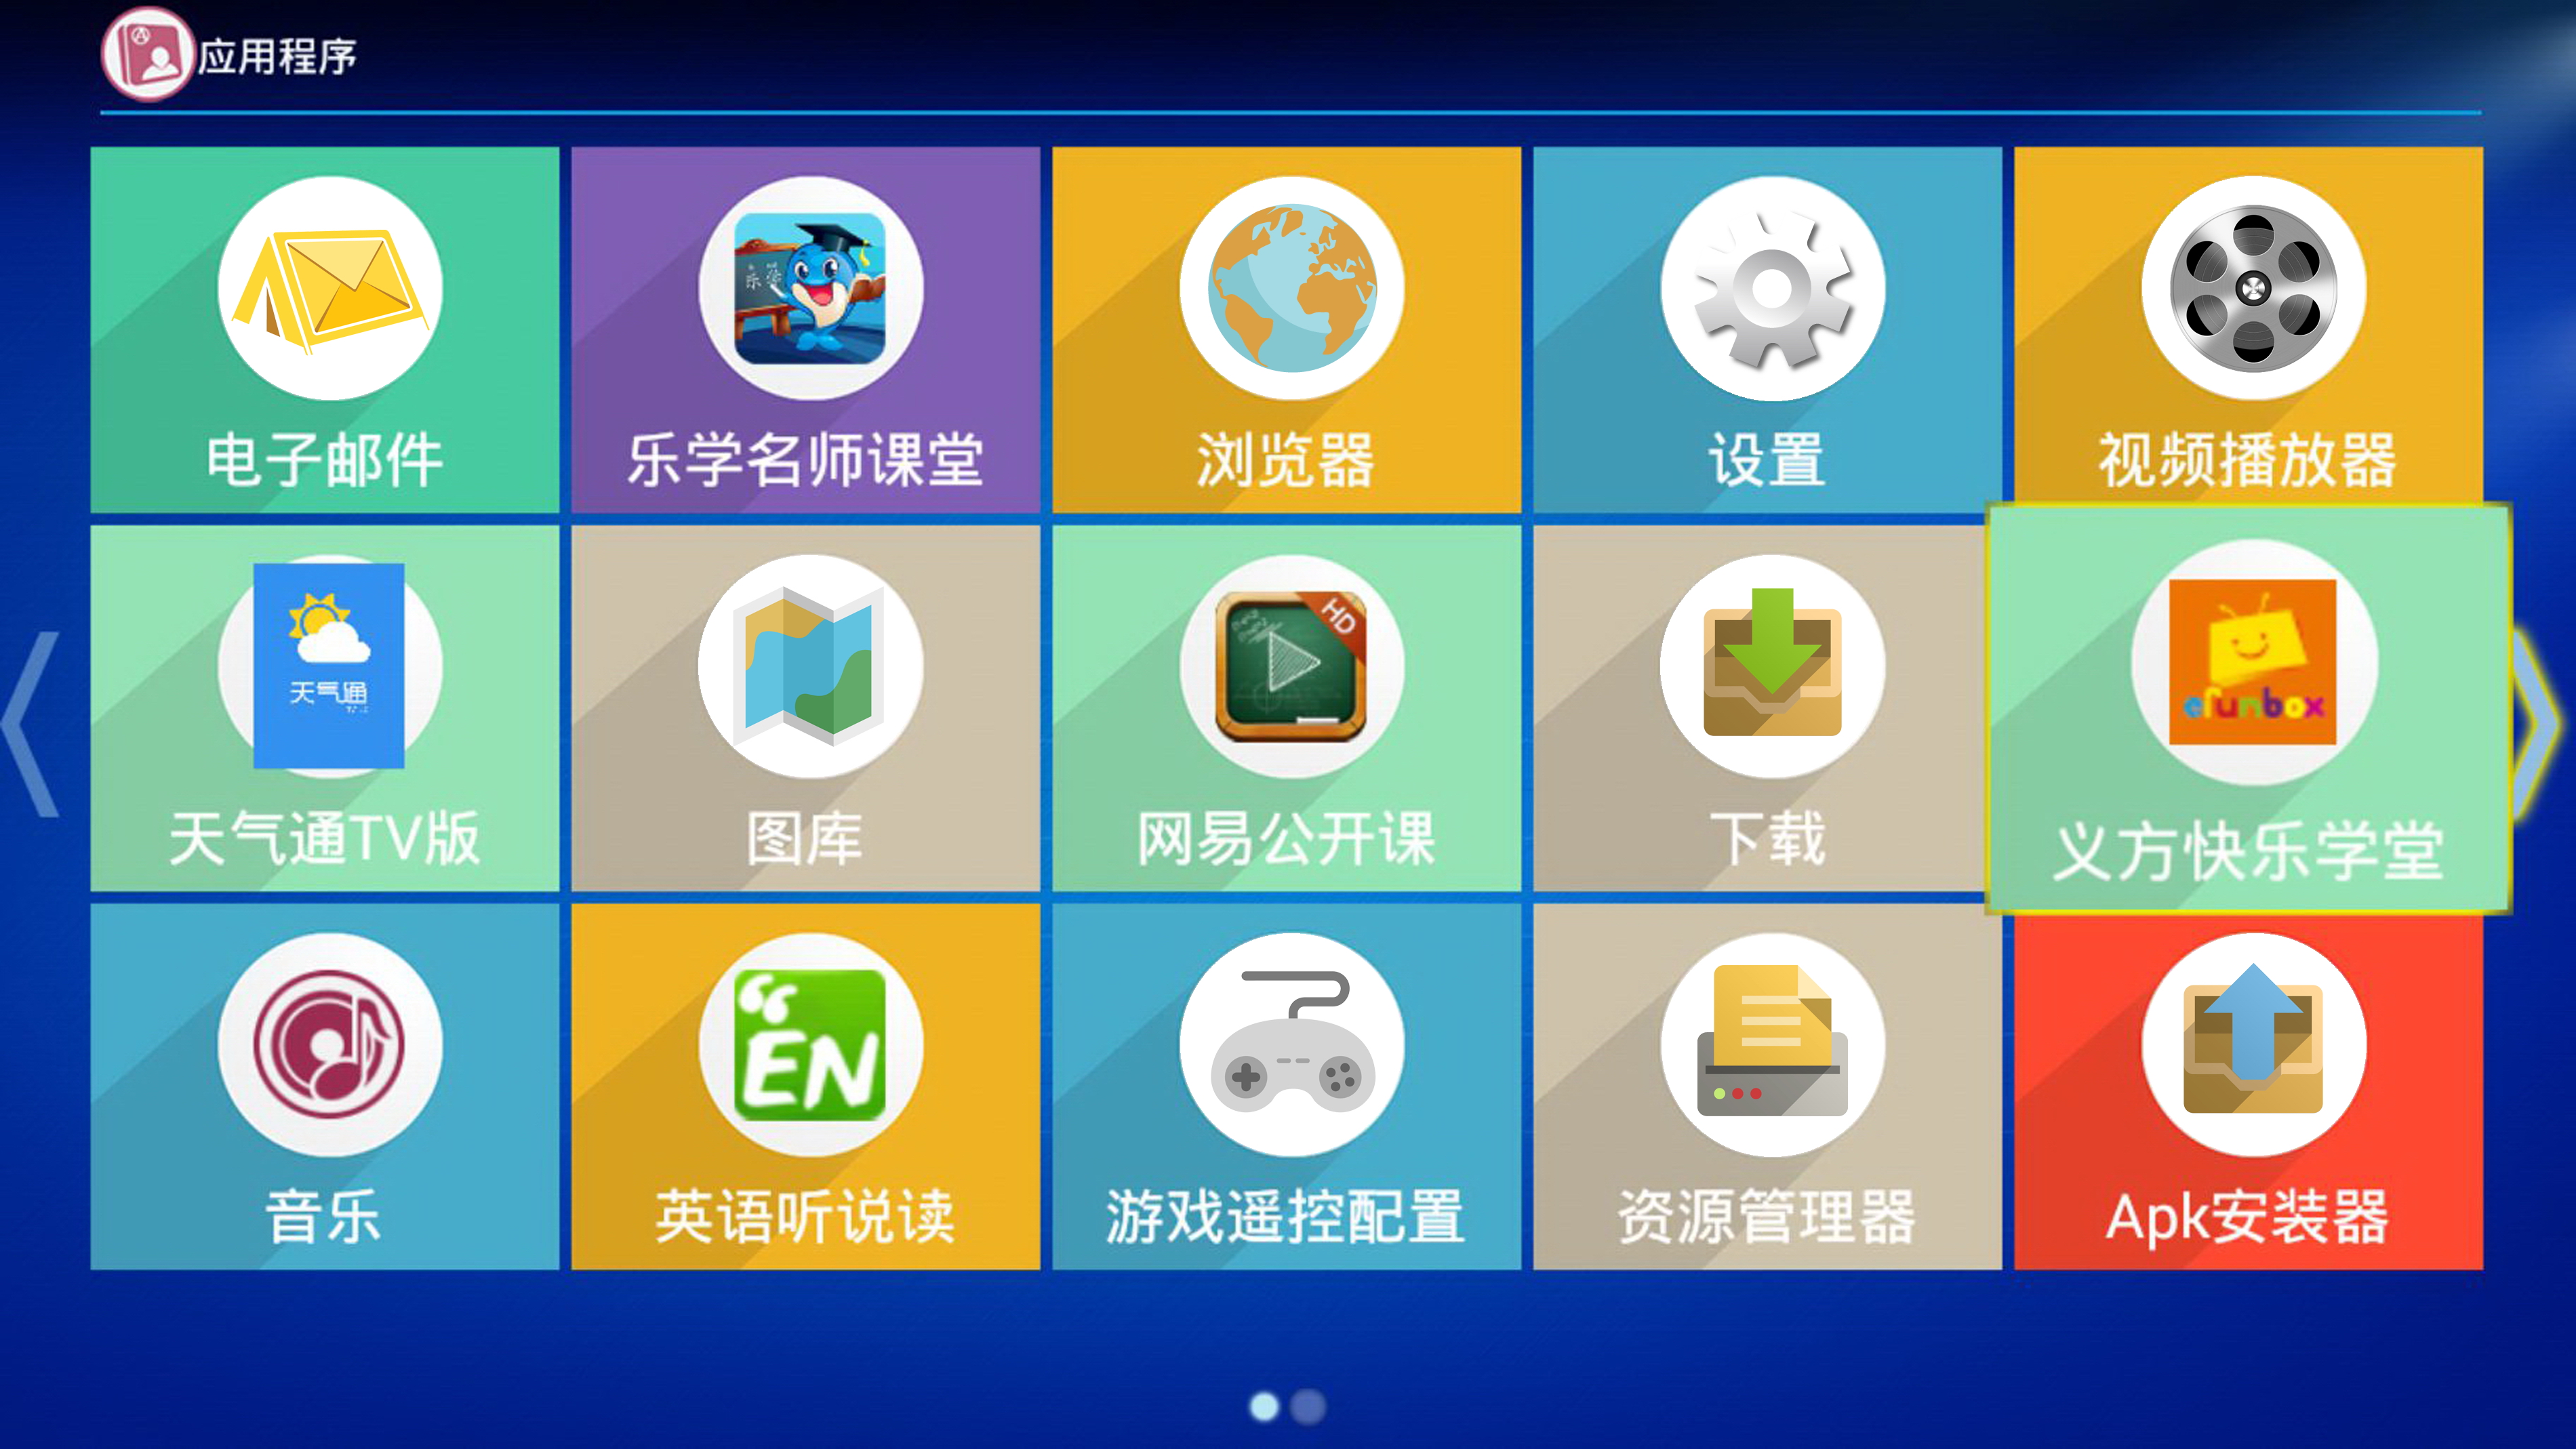 应用程序
电子邮件
乐学
乐学名师课堂
浏览器
设置
视频播放器
天气通
天气通TV版
图库
HD
网易公开课
下载
efunbox
义方快乐学堂
音乐
EN
英语听说读
游戏遥控配置
资源管理器
Apk安装器